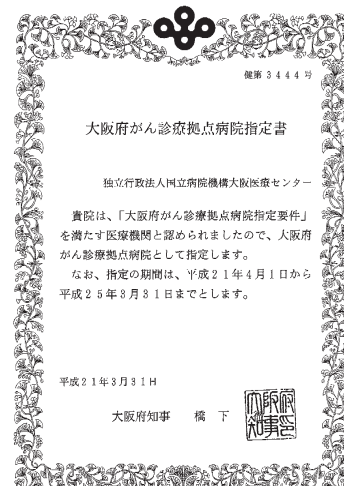 健第3444号
大阪府がん診療拠点病院指定書
独立行政法人国立病院機構大阪医療センター
貴院は、「大阪府がん診療拠点病院指定要件」
を満たす医療機関と認められましたので、大阪府
がん診療拠点病院として指定します。
なお、指定の期間は、平成21年4月1日から
平成25年3月31日までとします。
平成21年3月31日
大阪府知事 橋下